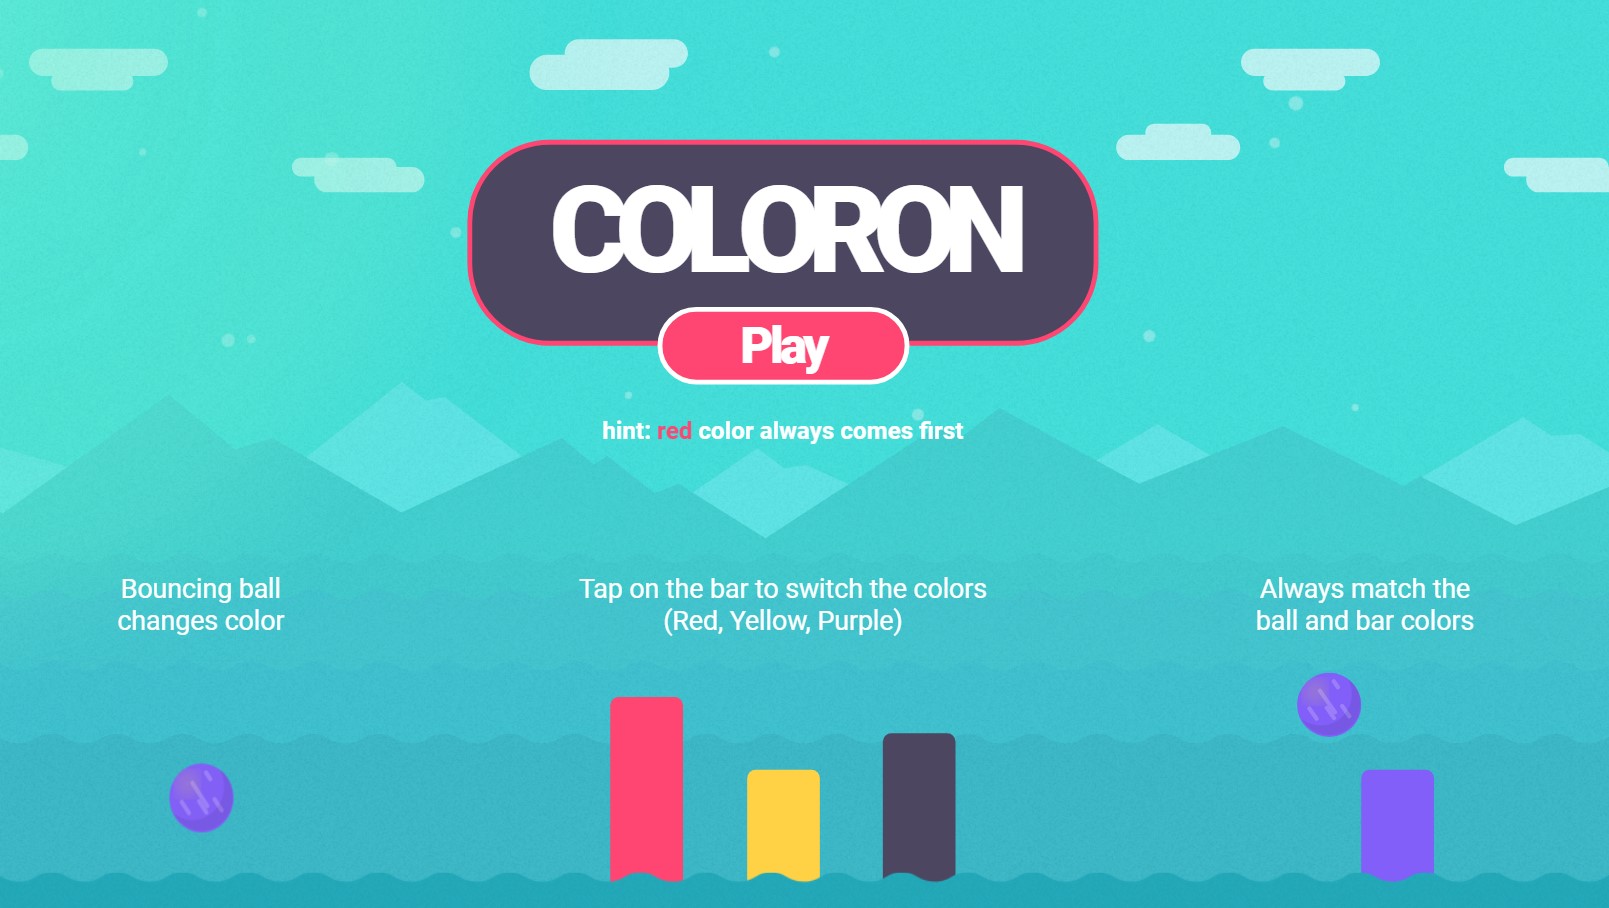 COLORON
Play
hint: red color always comes first
Bouncing ball
changes color
Tap on the bar to switch the colors
(Red, Yellow, Purple)
Always match the
ball and bar colors